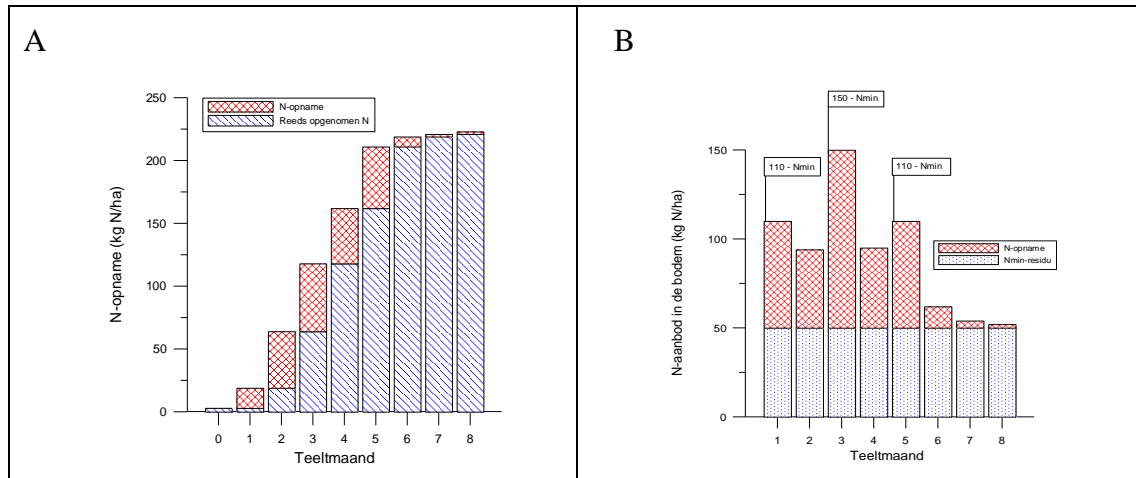 A
N-opname (kg N/ha)
250
200
150
100
50
0
N-opname
Reeds opgenomen N
0 1 2 3 4 5 6 7 8
Teeltmaand
B
N-aanbod in de bodem (kg N/ha)
150
100
50
0
150 - Nmin
110 - Nmin
110 - Nmin
N-opname
Nmin-residu
1 2 3 4 5 6 7 8
Teeltmaand